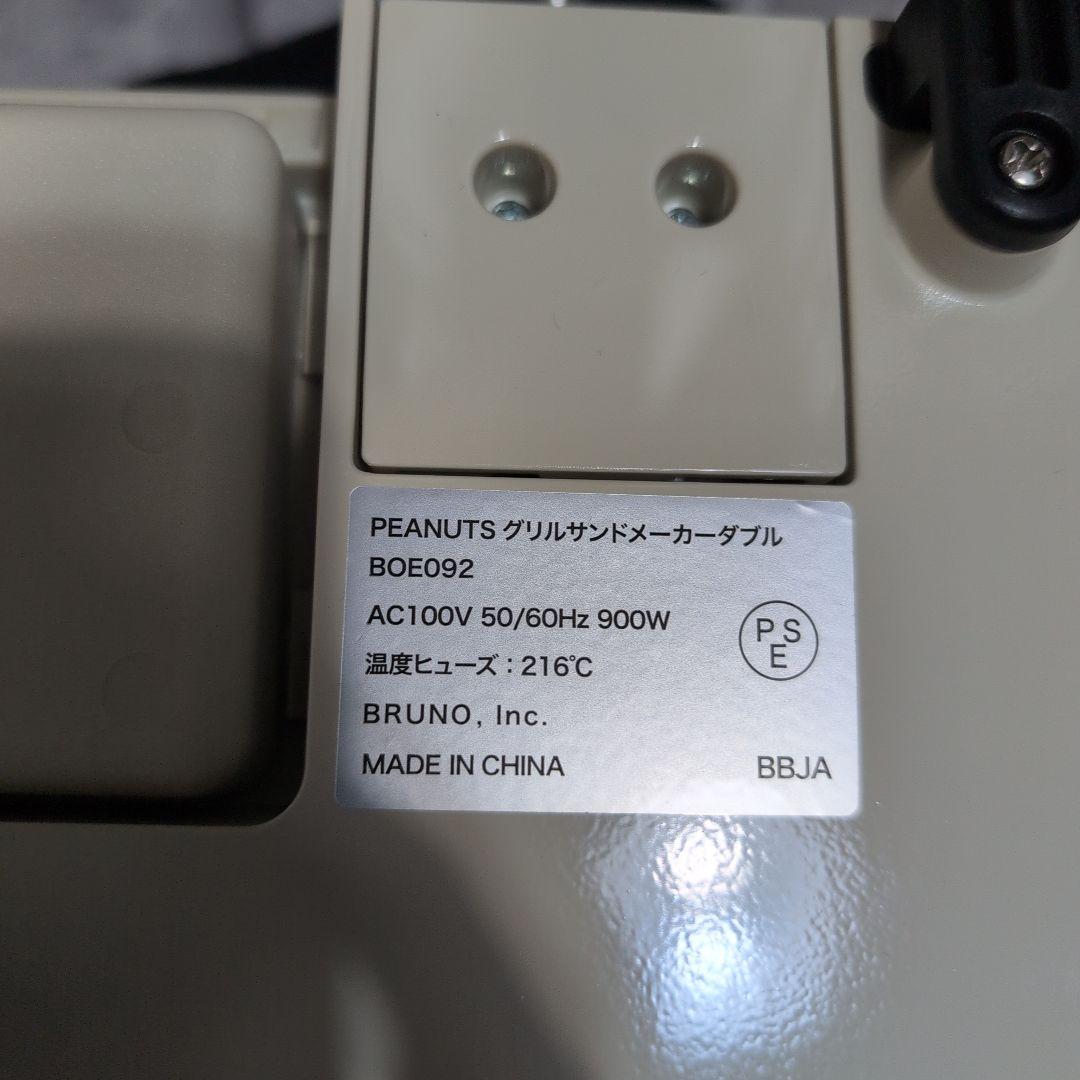 PEANUTS グリルサンドメーカーダブル
BOE092
AC100V 50/60Hz 900W
PSE
温度ヒューズ：216℃
BRUNO, Inc.
MADE IN CHINA
BBJA